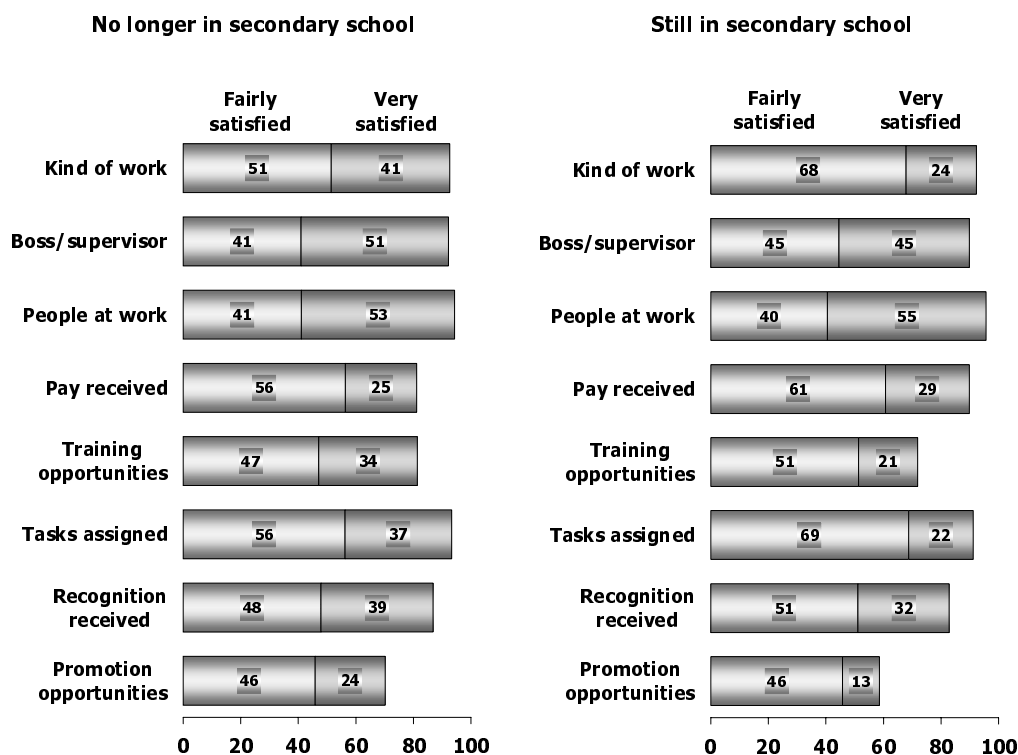 No longer in secondary school
Fairly satisfied
Very satisfied
Kind of work
51
41
Boss/supervisor
41
51
People at work
41
53
Pay received
56
25
Training
opportunities
47
34
Tasks assigned
56
37
Recognition
received
48
39
Promotion
opportunities
46
24
0 20 40 60 80 100
Still in secondary school
Fairly satisfied
Very satisfied
Kind of work
68
24
Boss/supervisor
45
45
People at work
40
55
Pay received
61
29
Training
opportunities
51
21
Tasks assigned
69
22
Recognition
received
51
32
Promotion
opportunities
46
13
0 20 40 60 80 100